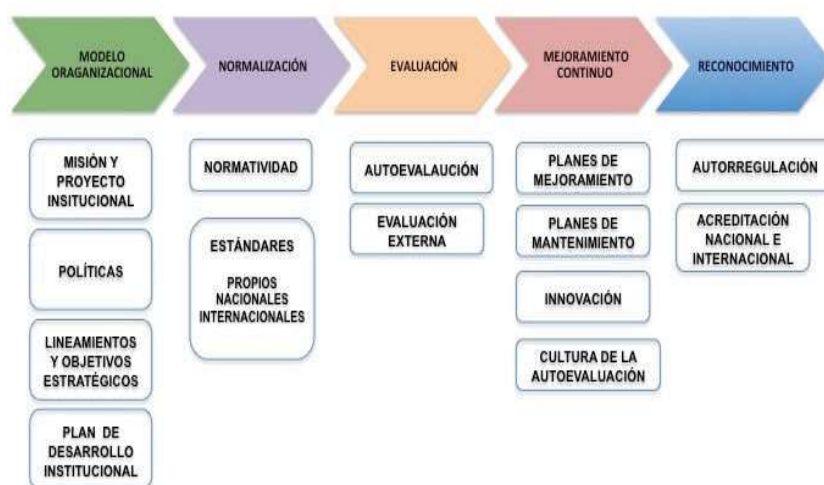 MODELO
ORAGANIZACIONAL
NORMALIZACIÓN
EVALUACIÓN
MEJORAMIENTO
CONTINUO
RECONOCIMIENTO
MISIÓN Y
PROYECTO
INSITUCIONAL
POLÍTICAS
LINEAMIENTOS
Y OBJETIVOS
ESTRATÉGICOS
PLAN DE
DESARROLLO
INSTITUCIONAL
NORMATIVIDAD
ESTÁNDARES
PROPIOS
NACIONALES
INTERNACIONALES
AUTOEVALAUCIÓN
EVALUACIÓN
EXTERNA
PLANES DE
MEJORAMIENTO
PLANES DE
MANTENIMIENTO
INNOVACIÓN
CULTURA DE LA
AUTOEVALUACIÓN
AUTORREGULACIÓN
ACREDITACIÓN
NACIONAL E
INTERNACIONAL